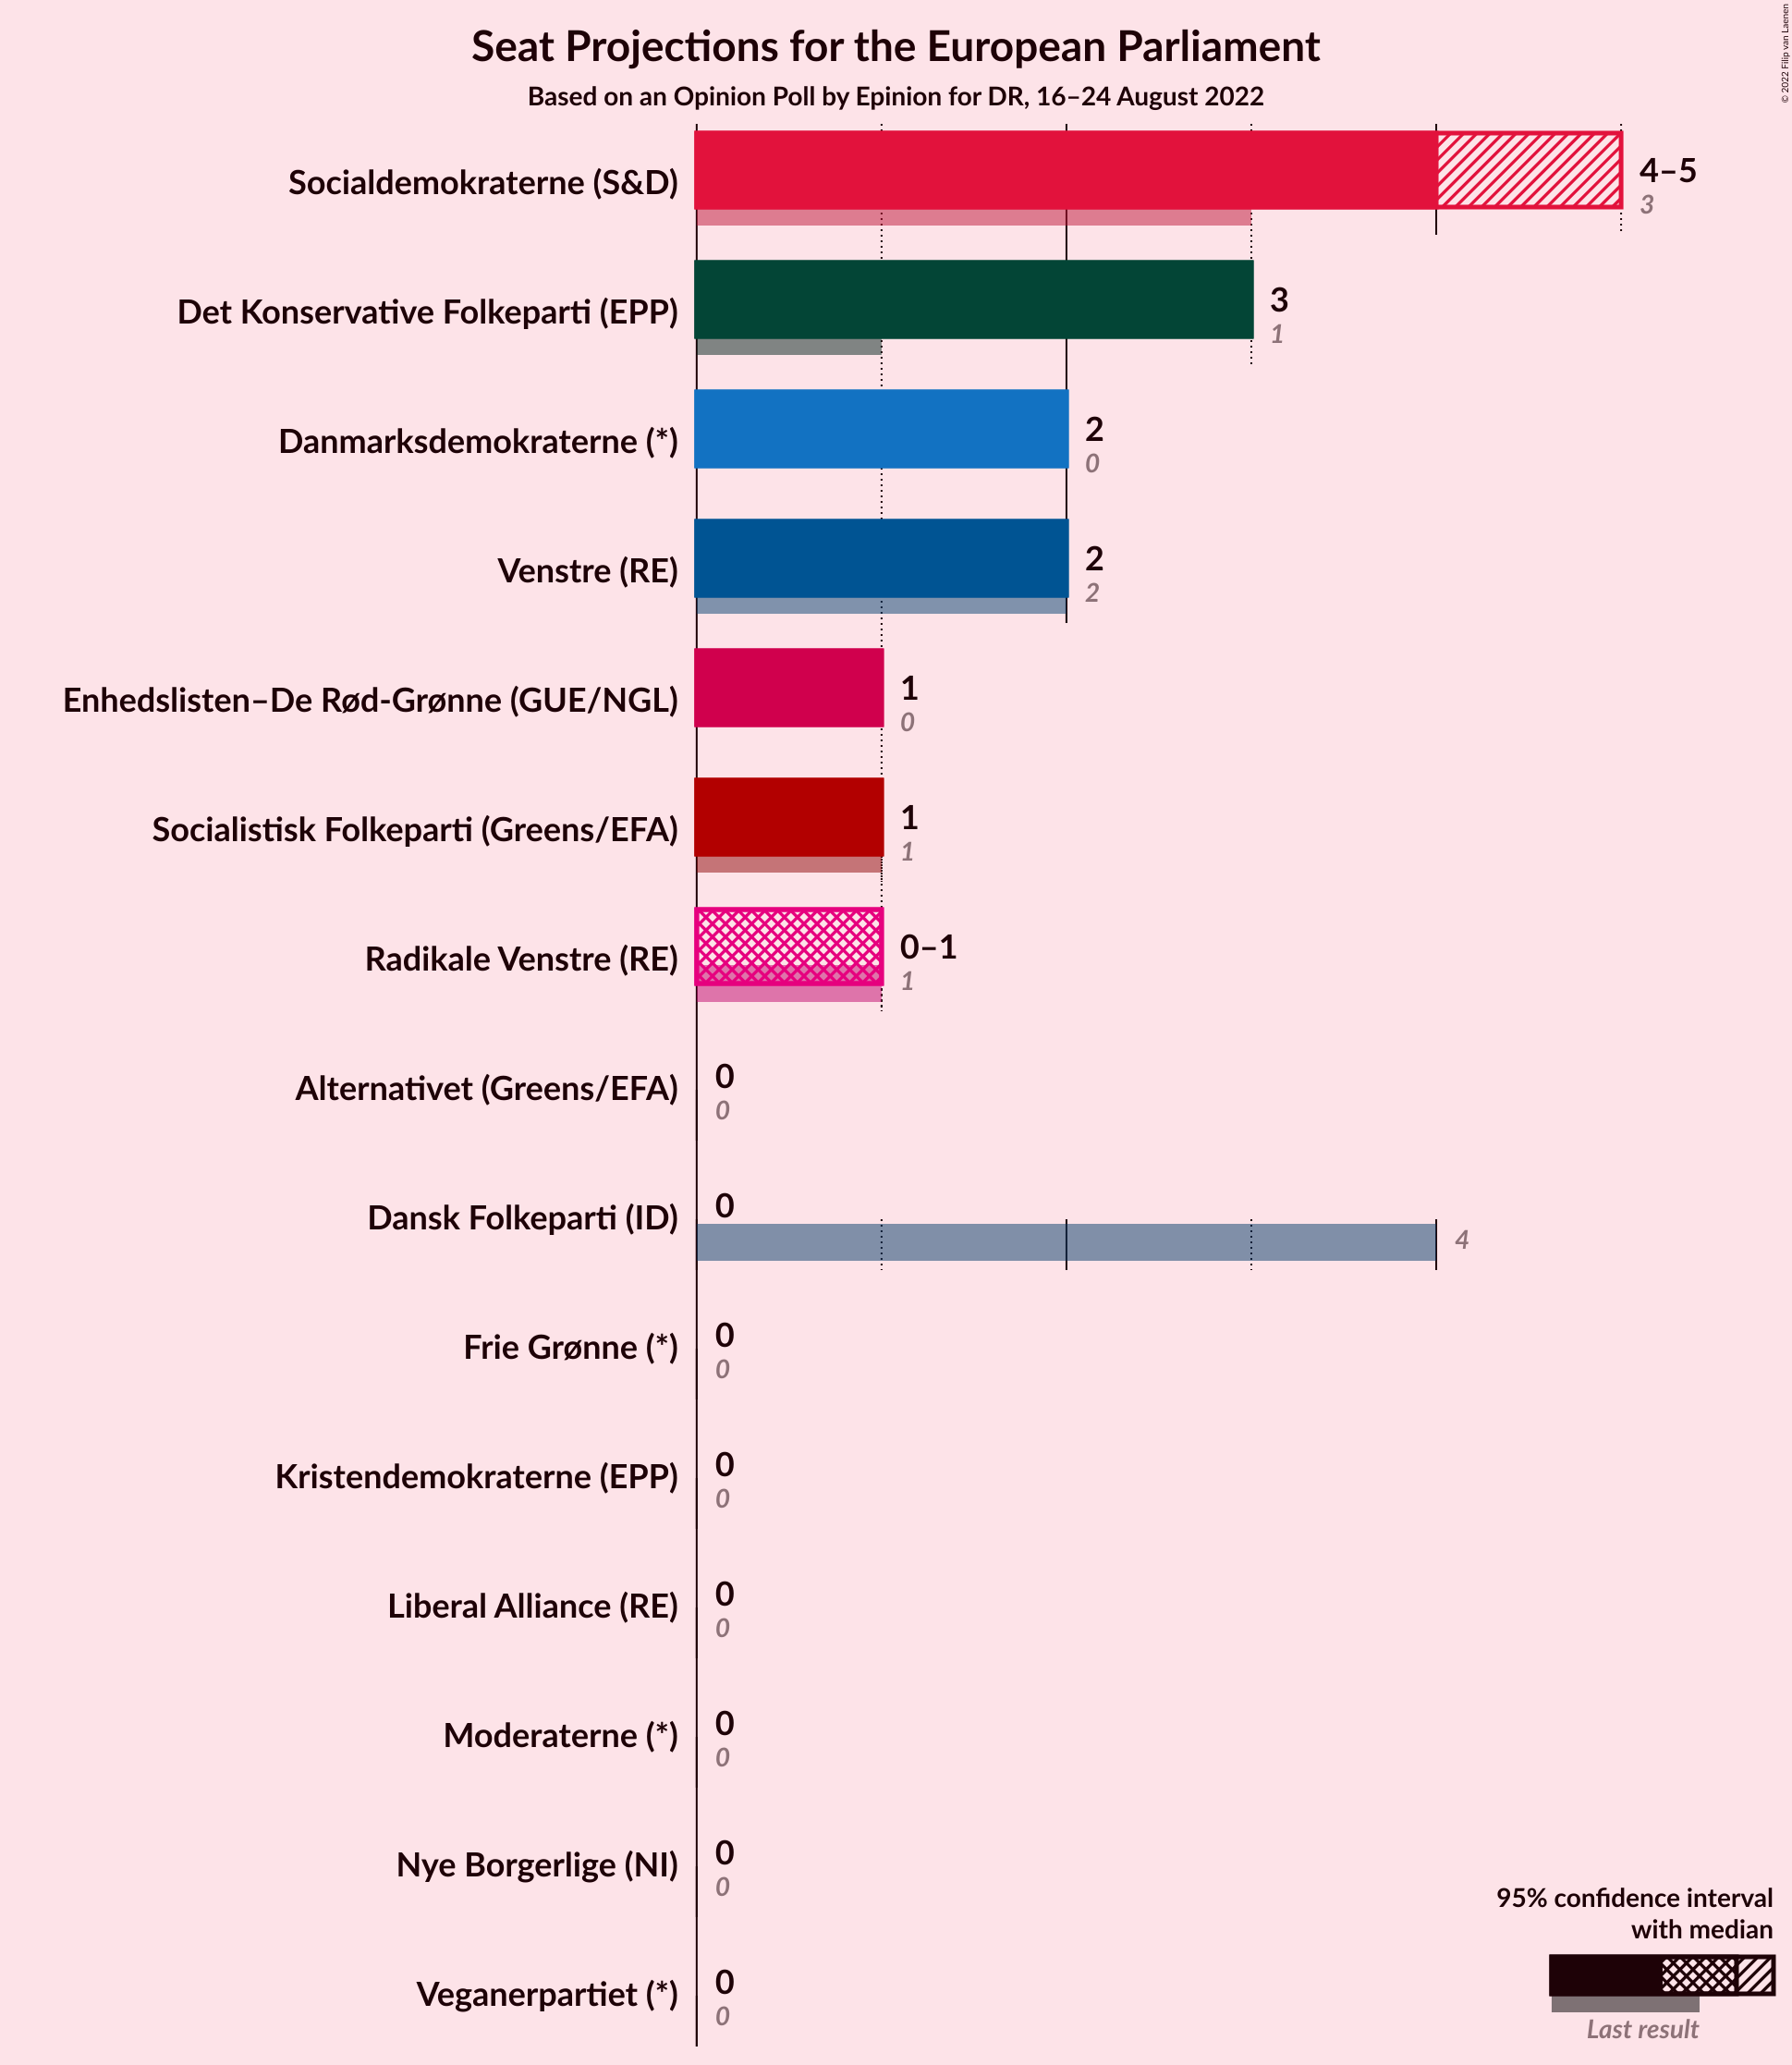 Seat Projections for the European Parliament
Based on an Opinion Poll by Epinion for DR, 16–24 August 2022
© 2022 Filip van Laenen
Socialdemokraterne (S&D)
4–5
3
Det Konservative Folkeparti (EPP)
3
1
Danmarksdemokraterne (*)
2
0
Venstre (RE)
2
2
Enhedslisten–De Rød-Grønne (GUE/NGL)
1
0
Socialistisk Folkeparti (Greens/EFA)
1
1
Radikale Venstre (RE)
0–1
1
Alternativet (Greens/EFA)
0
0
Dansk Folkeparti (ID)
0
4
Frie Grønne (*)
0
0
Kristendemokraterne (EPP)
0
0
Liberal Alliance (RE)
0
0
Moderaterne (*)
0
0
Nye Borgerlige (NI)
0
0
Veganerpartiet (*)
0
0
95% confidence interval
with median
Last result